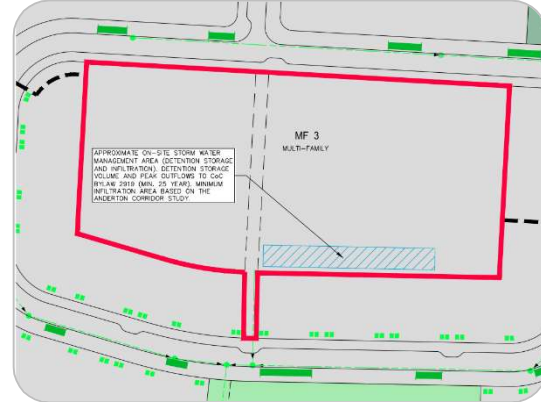 MF 3
MULTI-FAMILY
APPROXIMATE ON-SITE STORM WATER
MANAGEMENT AREA (DETENTION STORAGE
AND INFILTRATION). DETENTION STORAGE
VOLUME AND PEAK OUTFLOWS TO CoC
BYLAW 2919 (MIN. 25 YEAR). MINIMUM
INFILTRATION AREA BASED ON THE
ANDERTON CORRIDOR STUDY.